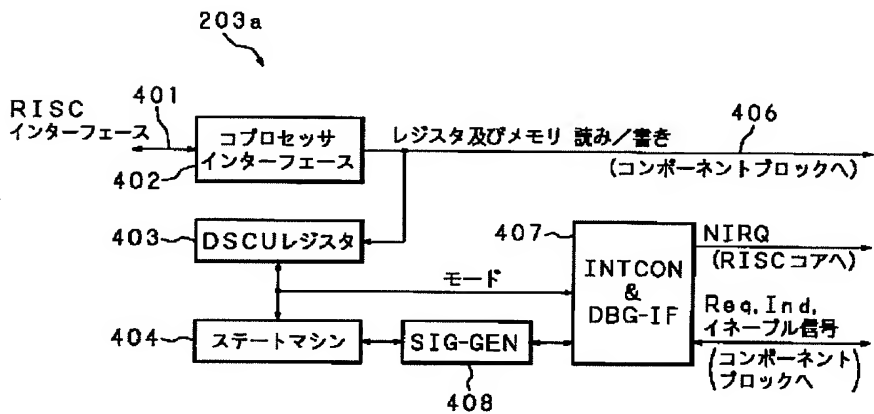 203a
RISC
インターフェース
401
402
コプロセッサ
インターフェース
レジスタ及びメモリ 読み/書き
406
(コンポーネントブロックへ)
403
DSCUレジスタ
407
INTCON
&
DBG-IF
NIRQ
(RISCコアへ)
モード
Req.Ind.
イネーブル信号
(コンポーネント
ブロックへ)
404
ステートマシン
SIG-GEN
408